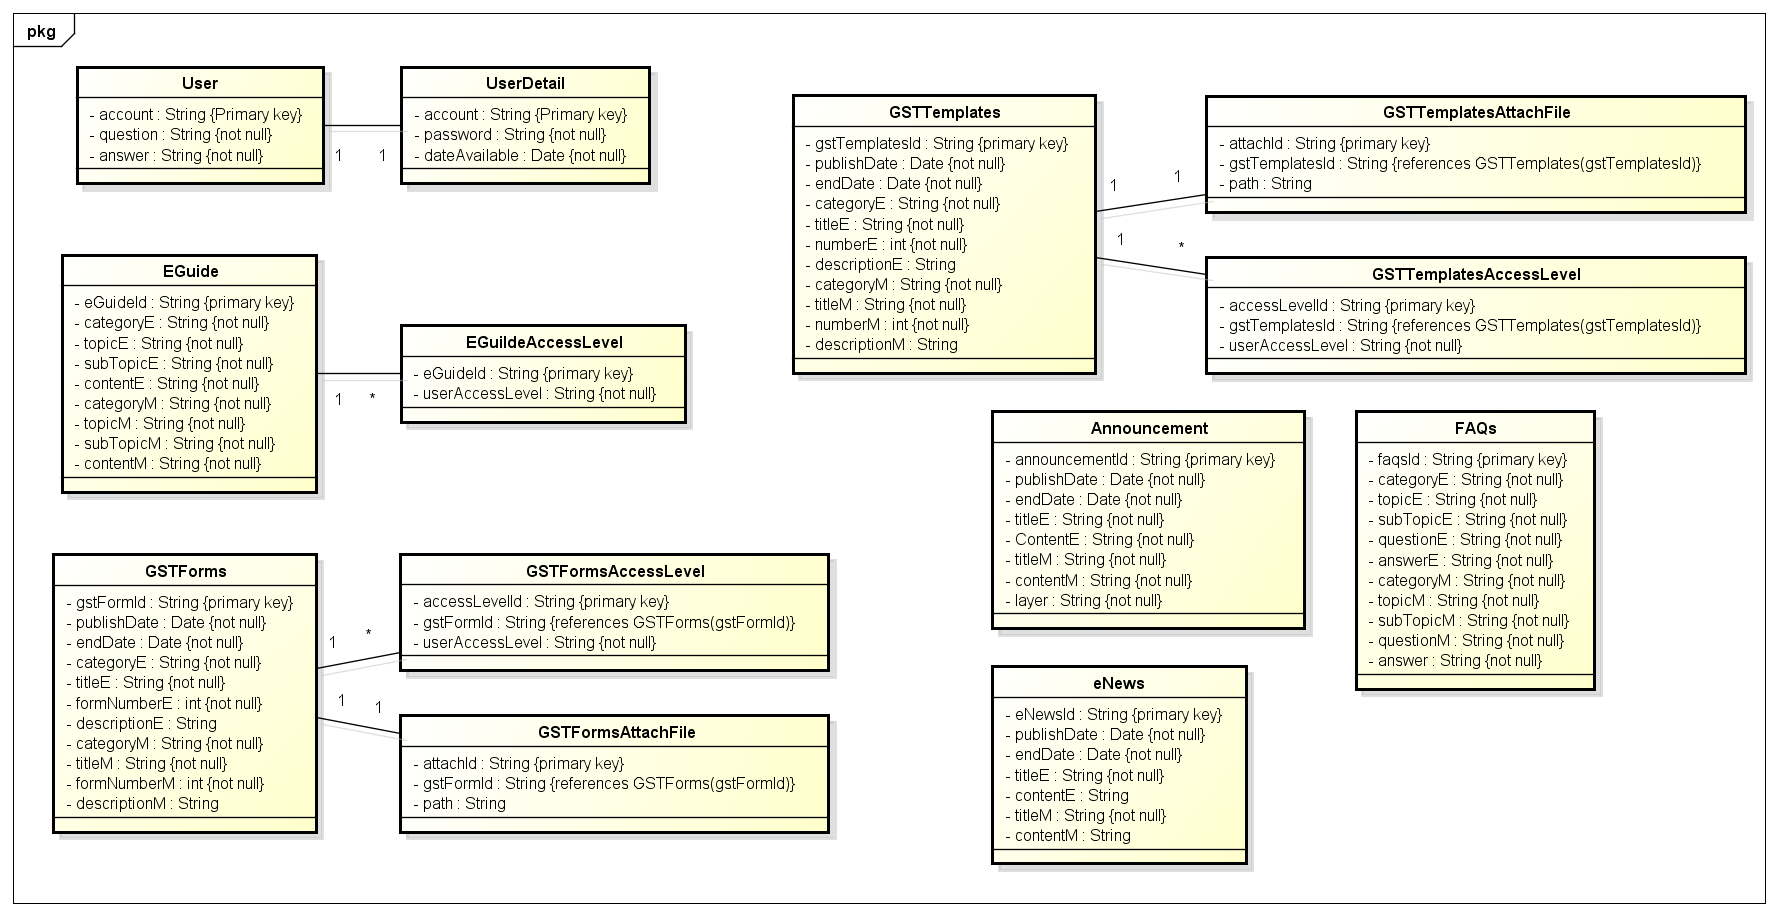 pkg
User
- account : String {Primary key}
- question : String {not null}
- answer : String {not null}
1
1
UserDetail
- account : String {Primary key}
- password : String {not null}
- dateAvailable : Date {not null}
GSTTemplates
- gstTemplatesId : String {primary key}
- publishDate : Date {not null}
- endDate : Date {not null}
- categoryE : String {not null}
- titleE : String {not null}
- numberE : int {not null}
- descriptionE : String
- categoryM : String {not null}
- titleM : String {not null}
- numberM : int {not null}
- descriptionM : String
1
1
1
*
GSTTemplatesAttachFile
- attachId : String {primary key}
- gstTemplatesId : String {references GSTTemplates(gstTemplatesId)}
- path : String
GSTTemplatesAccessLevel
- accessLevelId : String {primary key}
- gstTemplatesId : String {references GSTTemplates(gstTemplatesId)}
- userAccessLevel : String {not null}
EGuide
- eGuideId : String {primary key}
- categoryE : String {not null}
- topicE : String {not null}
- subTopicE : String {not null}
- contentE : String {not null}
- categoryM : String {not null}
- topicM : String {not null}
- subTopicM : String {not null}
- contentM : String {not null}
1
*
EGuildeAccessLevel
- eGuideId : String {primary key}
- userAccessLevel : String {not null}
Announcement
- announcementId : String {primary key}
- publishDate : Date {not null}
- endDate : Date {not null}
- titleE : String {not null}
- ContentE : String {not null}
- titleM : String {not null}
- contentM : String {not null}
- layer : String {not null}
FAQs
- faqsId : String {primary key}
- categoryE : String {not null}
- topicE : String {not null}
- subTopicE : String {not null}
- questionE : String {not null}
- answerE : String {not null}
- categoryM : String {not null}
- topicM : String {not null}
- subTopicM : String {not null}
- questionM : String {not null}
- answer : String {not null}
GSTForms
- gstFormId : String {primary key}
- publishDate : Date {not null}
- endDate : Date {not null}
- categoryE : String {not null}
- titleE : String {not null}
- formNumberE : int {not null}
- descriptionE : String
- categoryM : String {not null}
- titleM : String {not null}
- formNumberM : int {not null}
- descriptionM : String
1
*
1
1
GSTFormsAccessLevel
- accessLevelId : String {primary key}
- gstFormId : String {references GSTForms(gstFormId)}
- userAccessLevel : String {not null}
GSTFormsAttachFile
- attachId : String {primary key}
- gstFormId : String {references GSTForms(gstFormId)}
- path : String
eNews
- eNewsId : String {primary key}
- publishDate : Date {not null}
- endDate : Date {not null}
- titleE : String {not null}
- contentE : String
- titleM : String {not null}
- contentM : String